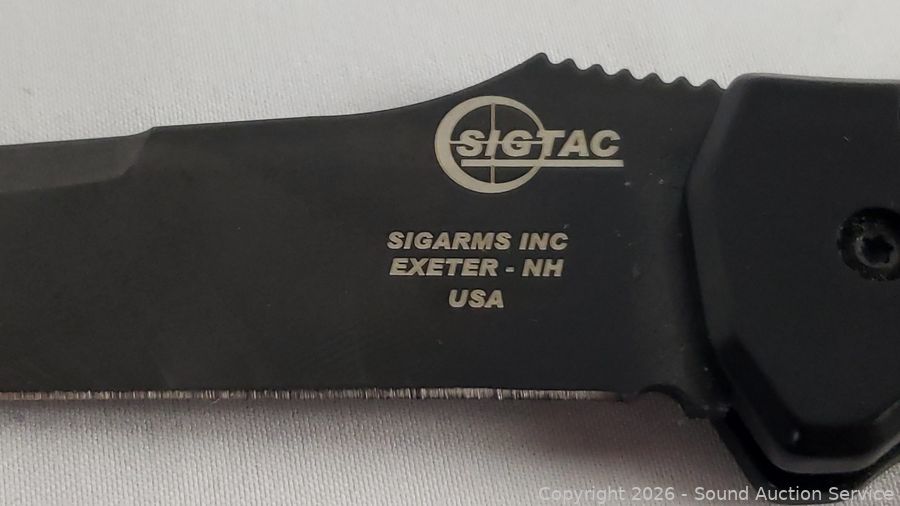 SIGTAC
SIGARMS INC
EXETER - NH
USA
Copyright 2026 - Sound Auction Service